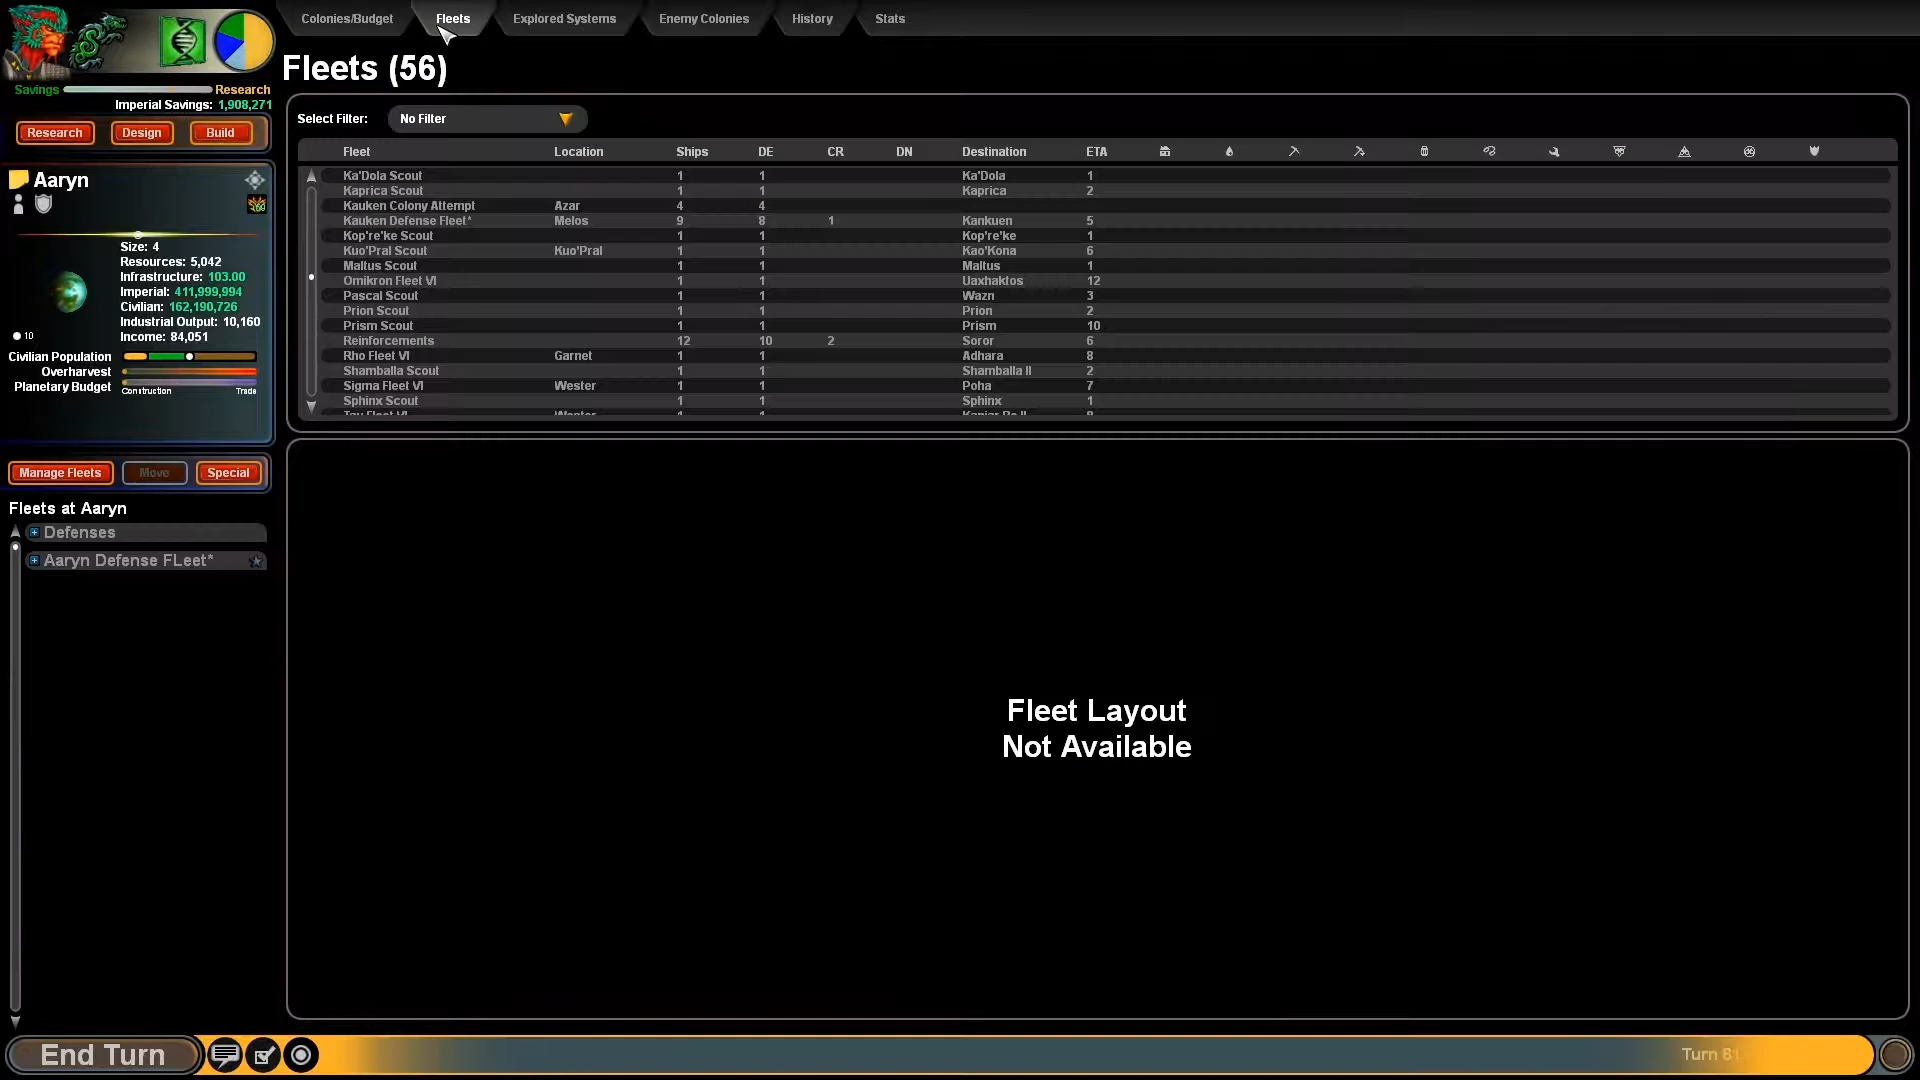 Colonies/Budget Fleets Explored Systems Enemy Colonies History Stats
Fleets (56)
Savings Research
Imperial Savings: 1,908,271
Research Design Build
Select Filter: No Filter
Fleet Location Ships DE CR DN Destination ETA
Ka'Dola Scout 1 1 Ka'Dola 1
Kaprica Scout 1 1 Kaprica 2
Kauken Colony Attempt Azar 4 4
Kauken Defense Fleet* Melos 9 8 1 Kankuen 5
Kop're'ke Scout 1 1 Kop're'ke 1
Kuo'Pral Scout Kuo'Pral 1 1 Kao'Kona 6
Maltus Scout 1 1 Maltus 1
Omikron Fleet VI 1 1 Uaxhaktos 12
Pascal Scout 1 1 Wazn 3
Prion Scout 1 1 Prion 2
Prism Scout 1 1 Prism 10
Reinforcements 12 10 2 Soror 6
Rho Fleet VI Garnet 1 1 Adhara 8
Shamballa Scout 1 1 Shamballa II 2
Sigma Fleet VI Wester 1 1 Poha 7
Sphinx Scout 1 1 Sphinx 1
Aaryn
Size: 4
Resources: 5,042
Infrastructure: 103.00
Imperial: 411,999,994
Civilian: 162,190,726
Industrial Output: 10,160
Income: 84,051
10
Civilian Population
Overharvest
Planetary Budget
Construction Trade
Manage Fleets Move Special
Fleets at Aaryn
Defenses
Aaryn Defense FLeet*
Fleet Layout
Not Available
End Turn
Turn 81